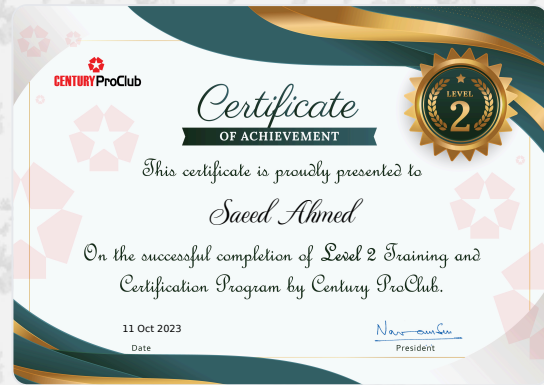 CENTURY ProClub
Certificate
OF ACHIEVEMENT
LEVEL
2
This certificate is proudly presented to
Saeed Ahmed
On the successful completion of Level 2 Training and
Certification Program by Century ProClub.
11 Oct 2023
Date
President